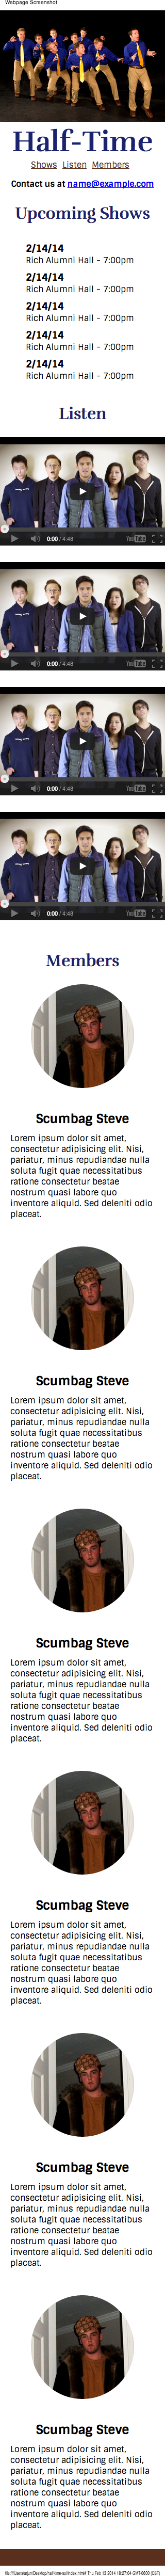 Webpage Screenshot
Half-Time
Shows Listen Members
Contact us at name@example.com
Upcoming Shows
2/14/14
Rich Alumni Hall - 7:00pm
2/14/14
Rich Alumni Hall - 7:00pm
2/14/14
Rich Alumni Hall - 7:00pm
2/14/14
Rich Alumni Hall - 7:00pm
2/14/14
Rich Alumni Hall - 7:00pm
Listen
0:00 / 4:48 YouTube
0:00 / 4:48 YouTube
0:00 / 4:48 YouTube
0:00 / 4:48 YouTube
Members
Scumbag Steve
Lorem ipsum dolor sit amet,
consectetur adipisicing elit. Nisi,
pariatur, minus repudiandae nulla
soluta fugit quae necessitatibus
ratione consectetur beatae
nostrum quasi labore quo
inventore aliquid. Sed deleniti odio
placeat.
Scumbag Steve
Lorem ipsum dolor sit amet,
consectetur adipisicing elit. Nisi,
pariatur, minus repudiandae nulla
soluta fugit quae necessitatibus
ratione consectetur beatae
nostrum quasi labore quo
inventore aliquid. Sed deleniti odio
placeat.
Scumbag Steve
Lorem ipsum dolor sit amet,
consectetur adipisicing elit. Nisi,
pariatur, minus repudiandae nulla
soluta fugit quae necessitatibus
ratione consectetur beatae
nostrum quasi labore quo
inventore aliquid. Sed deleniti odio
placeat.
Scumbag Steve
Lorem ipsum dolor sit amet,
consectetur adipisicing elit. Nisi,
pariatur, minus repudiandae nulla
soluta fugit quae necessitatibus
ratione consectetur beatae
nostrum quasi labore quo
inventore aliquid. Sed deleniti odio
placeat.
Scumbag Steve
Lorem ipsum dolor sit amet,
consectetur adipisicing elit. Nisi,
pariatur, minus repudiandae nulla
soluta fugit quae necessitatibus
ratione consectetur beatae
nostrum quasi labore quo
inventore aliquid. Sed deleniti odio
placeat.
Scumbag Steve
Lorem ipsum dolor sit amet,
consectetur adipisicing elit. Nisi,
pariatur, minus repudiandae nulla
soluta fugit quae necessitatibus
ratione consectetur beatae
nostrum quasi labore quo
inventore aliquid. Sed deleniti odio
placeat.
Thu Feb 13 2014